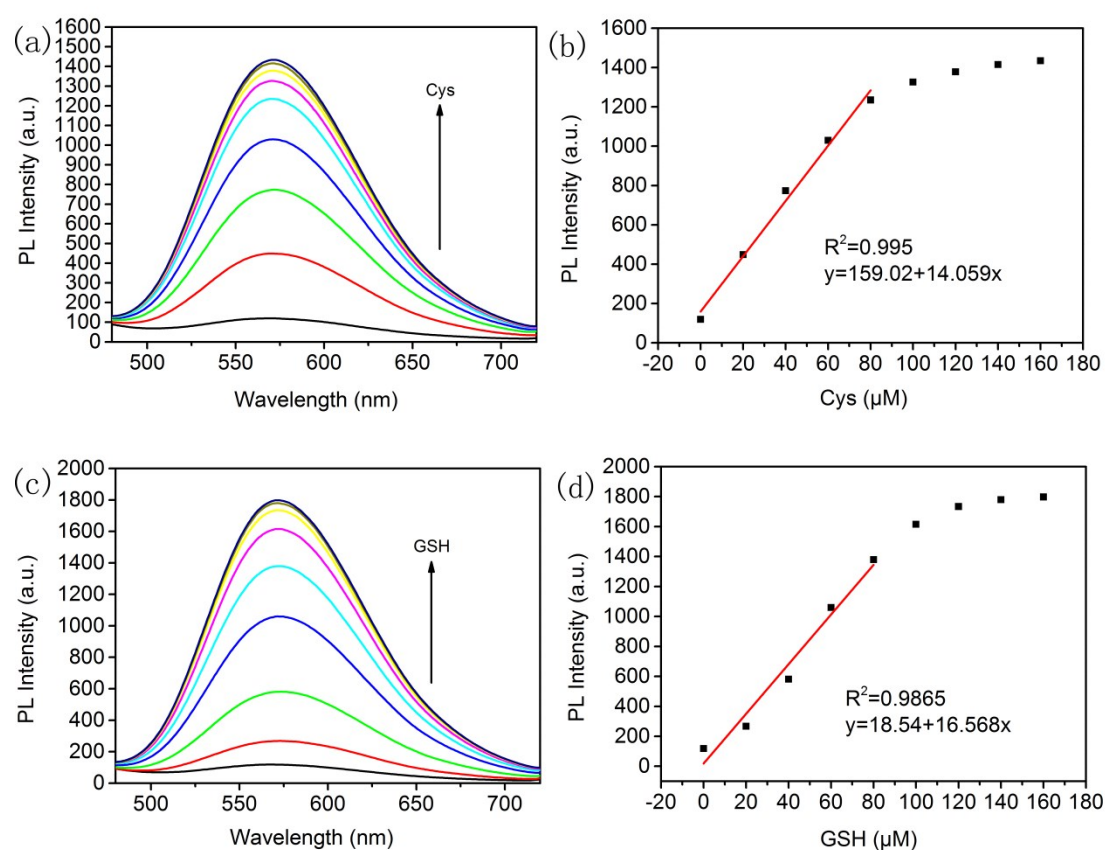 (a)
1600
1500
1400
1300
1200
1100
1000
900
800
700
600
500
400
300
200
100
0
PL Intensity (a.u.)
Cys
500 550 600 650 700
Wavelength (nm)
(b)
1600
1400
1200
1000
800
600
400
200
0
PL Intensity (a.u.)
R²=0.995
y=159.02+14.059x
-20 0 20 40 60 80 100 120 140 160 180
Cys (µM)
(c)
2000
1800
1600
1400
1200
1000
800
600
400
200
0
PL Intensity (a.u.)
GSH
500 550 600 650 700
Wavelength (nm)
(d)
2000
1800
1600
1400
1200
1000
800
600
400
200
0
PL Intensity (a.u.)
R²=0.9865
y=18.54+16.568x
-20 0 20 40 60 80 100 120 140 160 180
GSH (µM)